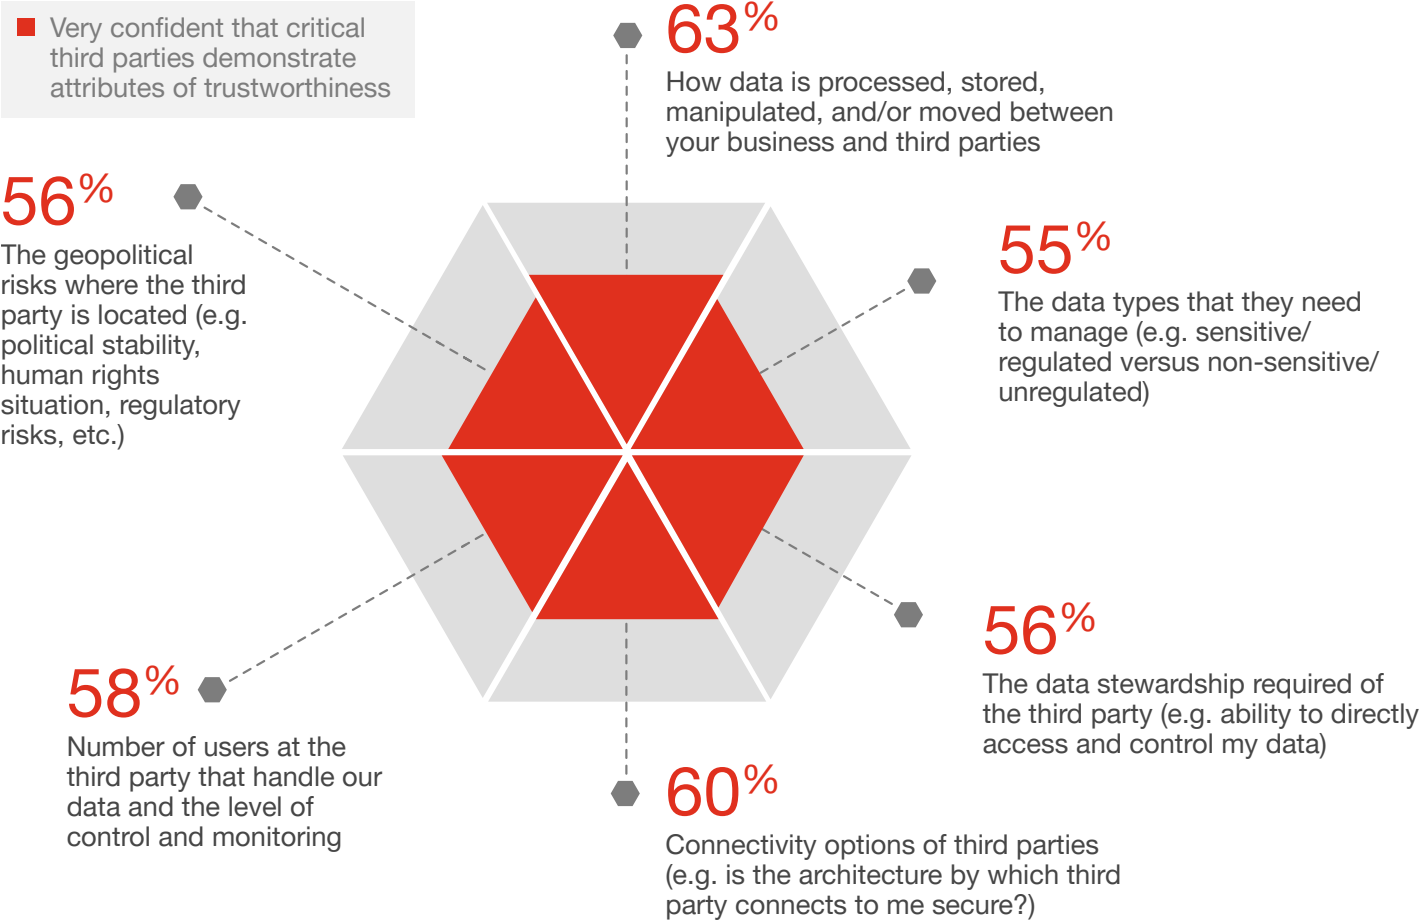 Very confident that critical
third parties demonstrate
attributes of trustworthiness
63%
How data is processed, stored,
manipulated, and/or moved between
your business and third parties
55%
The data types that they need
to manage (e.g. sensitive/
regulated versus non-sensitive/
unregulated)
56%
The data stewardship required of
the third party (e.g. ability to directly
access and control my data)
60%
Connectivity options of third parties
(e.g. is the architecture by which third
party connects to me secure?)
58%
Number of users at the
third party that handle our
data and the level of
control and monitoring
56%
The geopolitical
risks where the third
party is located (e.g.
political stability,
human rights
situation, regulatory
risks, etc.)